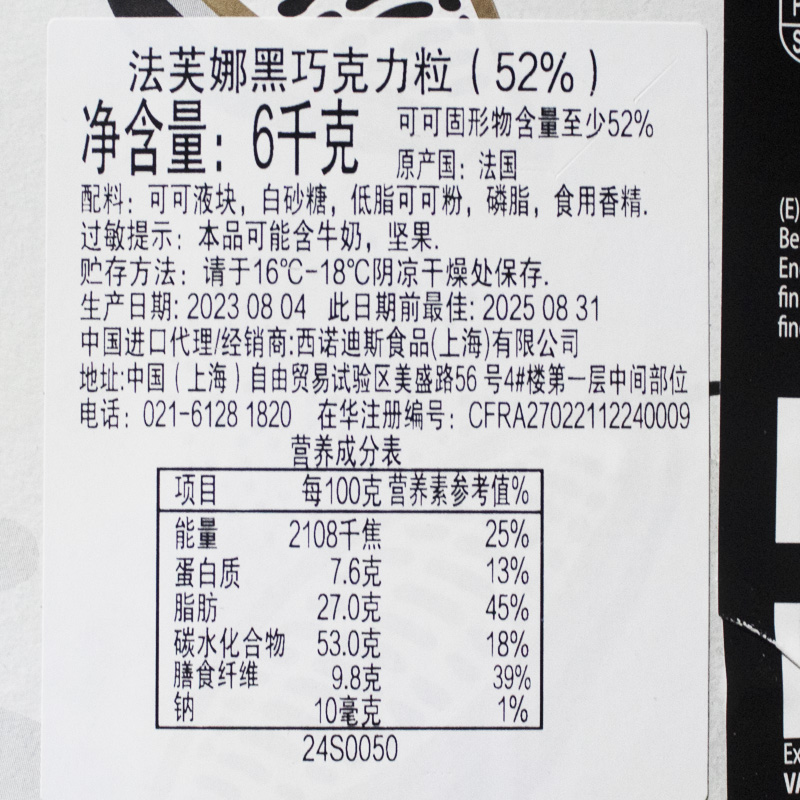 法芙娜黑巧克力粒（52%）
净含量：6千克
可可固形物含量至少52%
原产国：法国
配料：可可液块，白砂糖，低脂可可粉，磷脂，食用香精.
过敏提示：本品可能含牛奶，坚果.
贮存方法：请于16℃-18℃阴凉干燥处保存.
生产日期: 2023 08 04 此日期前最佳: 2025 08 31
中国进口代理/经销商:西诺迪斯食品(上海)有限公司
地址:中国（上海）自由贸易试验区美盛路56 号4#楼第一层中间部位
电话：021-6128 1820 在华注册编号：CFRA27022112240009
营养成分表
项目 每100克 营养素参考值%
能量 2108千焦 25%
蛋白质 7.6克 13%
脂肪 27.0克 45%
碳水化合物 53.0克 18%
膳食纤维 9.8克 39%
钠 10毫克 1%
24S0050
(E)
Be
En
fin
fin
Ex